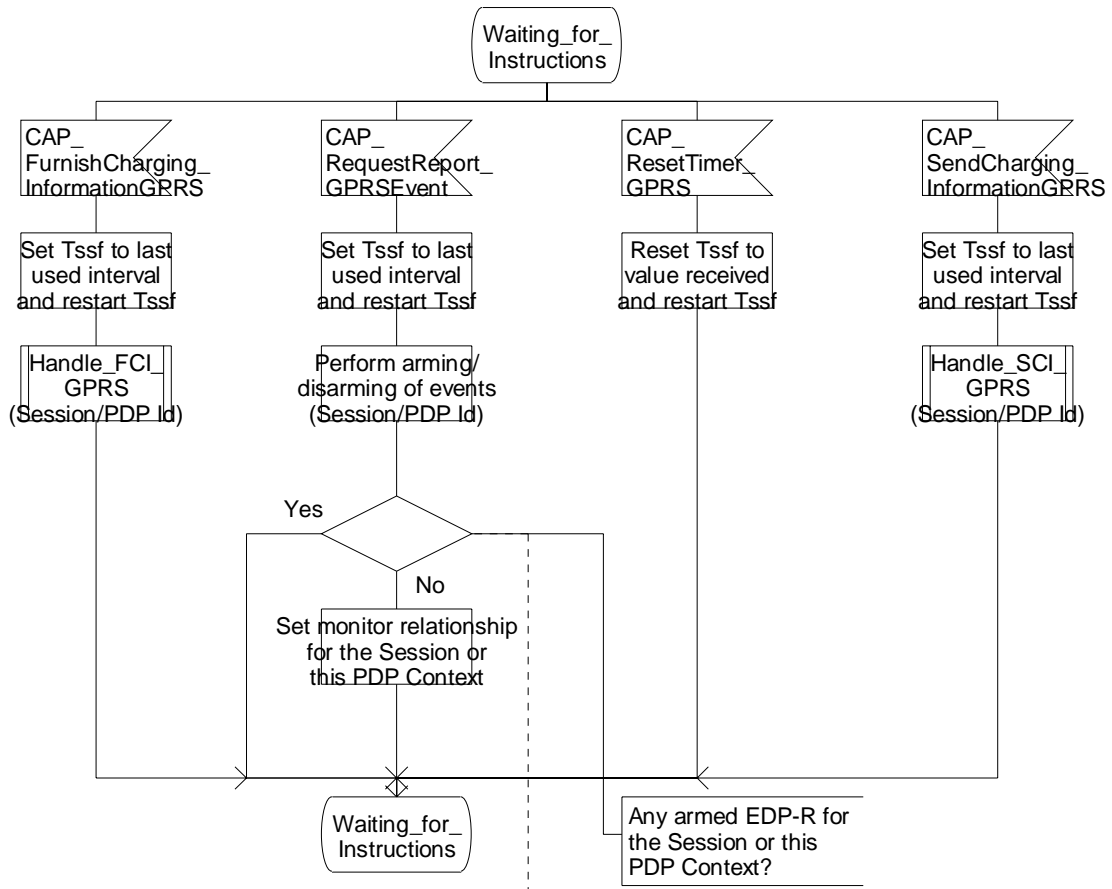 Waiting_for_
Instructions
CAP_
FurnishCharging_
InformationGPRS
CAP_
RequestReport_
GPRSEvent
CAP_
ResetTimer_
GPRS
CAP_
SendCharging_
InformationGPRS
Set Tssf to last
used interval
and restart Tssf
Set Tssf to last
used interval
and restart Tssf
Reset Tssf to
value received
and restart Tssf
Set Tssf to last
used interval
and restart Tssf
Handle_FCI_
GPRS
(Session/PDP Id)
Perform arming/
disarming of events
(Session/PDP Id)
Handle_SCI_
GPRS
(Session/PDP Id)
Yes
No
Set monitor relationship
for the Session or
this PDP Context
Waiting_for_
Instructions
Any armed EDP-R for
the Session or this
PDP Context?